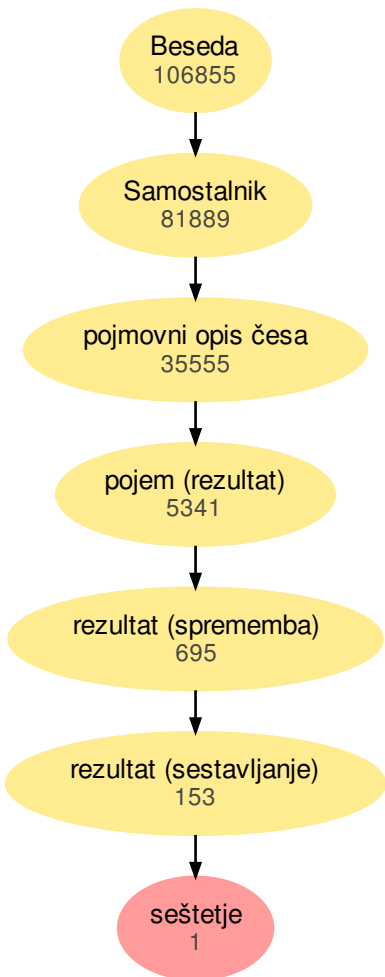 Beseda
106855
Samostalnik
81889
pojmovni opis česa
35555
pojem (rezultat)
5341
rezultat (sprememba)
695
rezultat (sestavljanje)
153
seštetje
1